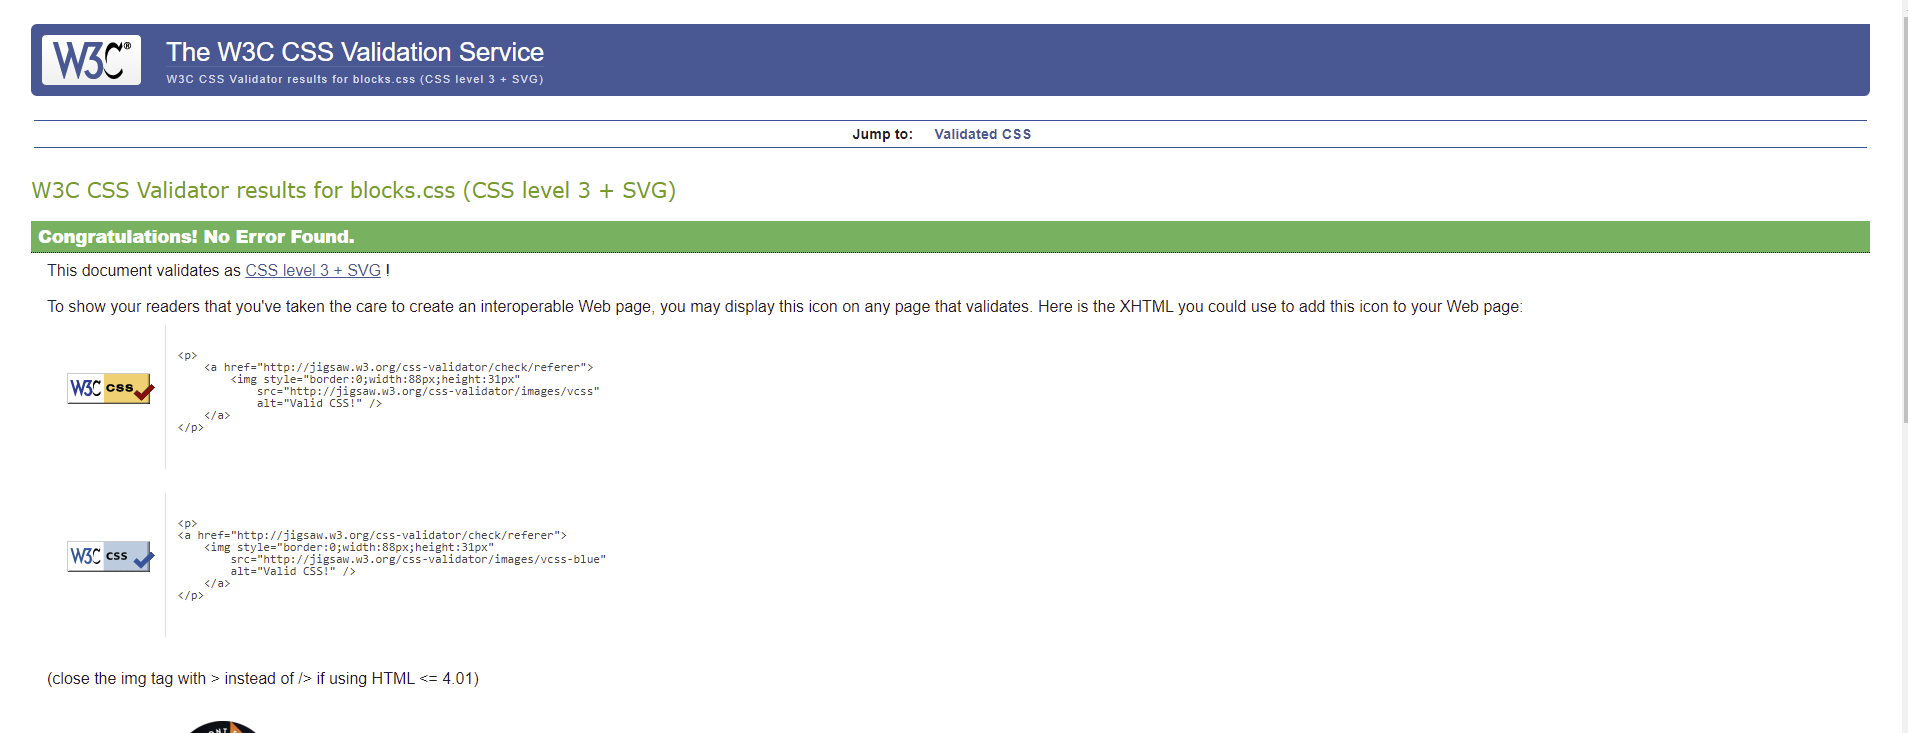 W3C®
The W3C CSS Validation Service
W3C CSS Validator results for blocks.css (CSS level 3 + SVG)
Jump to: Validated CSS
W3C CSS Validator results for blocks.css (CSS level 3 + SVG)
Congratulations! No Error Found.
This document validates as CSS level 3 + SVG !
To show your readers that you've taken the care to create an interoperable Web page, you may display this icon on any page that validates. Here is the XHTML you could use to add this icon to your Web page:
W3C css
<p>
<a href="http://jigsaw.w3.org/css-validator/check/referer">
<img style="border:0;width:88px;height:31px"
src="http://jigsaw.w3.org/css-validator/images/vcss"
alt="Valid CSS!" />
</a>
</p>
W3C css
<p>
<a href="http://jigsaw.w3.org/css-validator/check/referer">
<img style="border:0;width:88px;height:31px"
src="http://jigsaw.w3.org/css-validator/images/vcss-blue"
alt="Valid CSS!" />
</a>
</p>
(close the img tag with > instead of /> if using HTML <= 4.01)